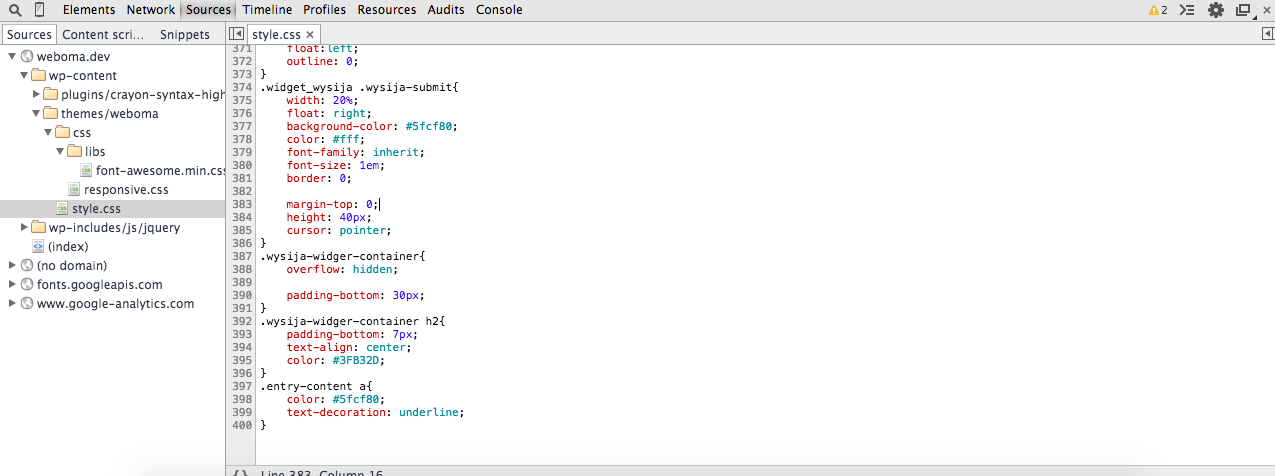 Elements Network Sources Timeline Profiles Resources Audits Console 2
Sources Content scri... Snippets style.css
weboma.dev
wp-content
plugins/crayon-syntax-high
themes/weboma
css
libs
font-awesome.min.css
responsive.css
style.css
wp-includes/js/jquery
(index)
(no domain)
fonts.googleapis.com
www.google-analytics.com
371 float:left;
372 outline: 0;
373 }
374 .widget_wysija .wysija-submit{
375 width: 20%;
376 float: right;
377 background-color: #5fcf80;
378 color: #fff;
379 font-family: inherit;
380 font-size: 1em;
381 border: 0;
382
383 margin-top: 0;
384 height: 40px;
385 cursor: pointer;
386 }
387 .wysija-widger-container{
388 overflow: hidden;
389
390 padding-bottom: 30px;
391 }
392 .wysija-widger-container h2{
393 padding-bottom: 7px;
394 text-align: center;
395 color: #3FB32D;
396 }
397 .entry-content a{
398 color: #5fcf80;
399 text-decoration: underline;
400 }
{} Line 383, Column 16